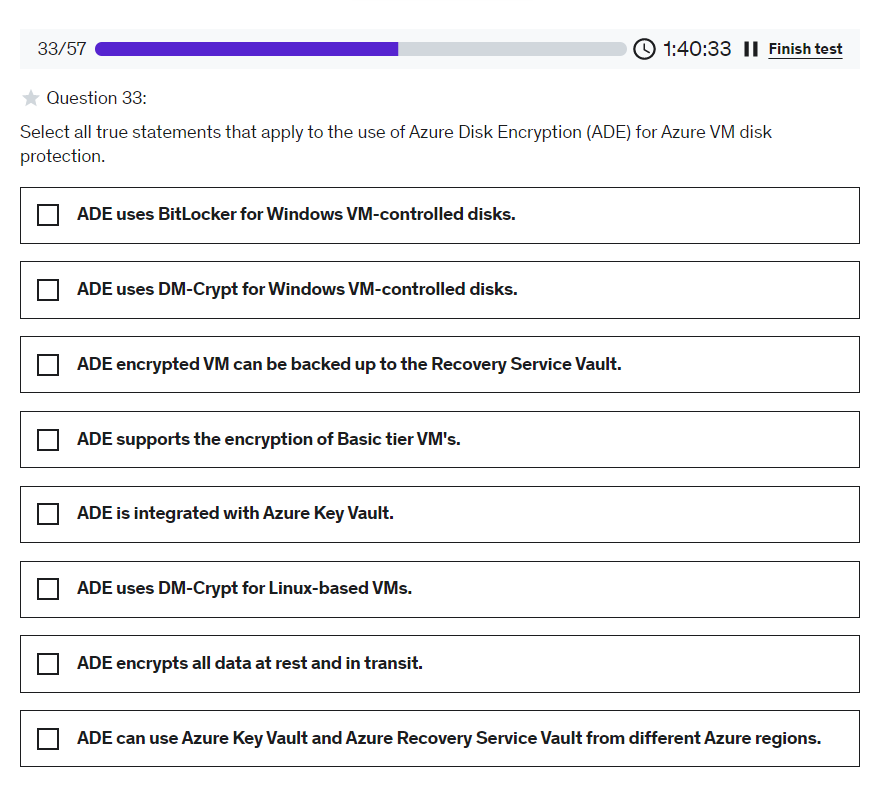 33/57 1:40:33 Finish test
Question 33:
Select all true statements that apply to the use of Azure Disk Encryption (ADE) for Azure VM disk
protection.
ADE uses BitLocker for Windows VM-controlled disks.
ADE uses DM-Crypt for Windows VM-controlled disks.
ADE encrypted VM can be backed up to the Recovery Service Vault.
ADE supports the encryption of Basic tier VM's.
ADE is integrated with Azure Key Vault.
ADE uses DM-Crypt for Linux-based VMs.
ADE encrypts all data at rest and in transit.
ADE can use Azure Key Vault and Azure Recovery Service Vault from different Azure regions.